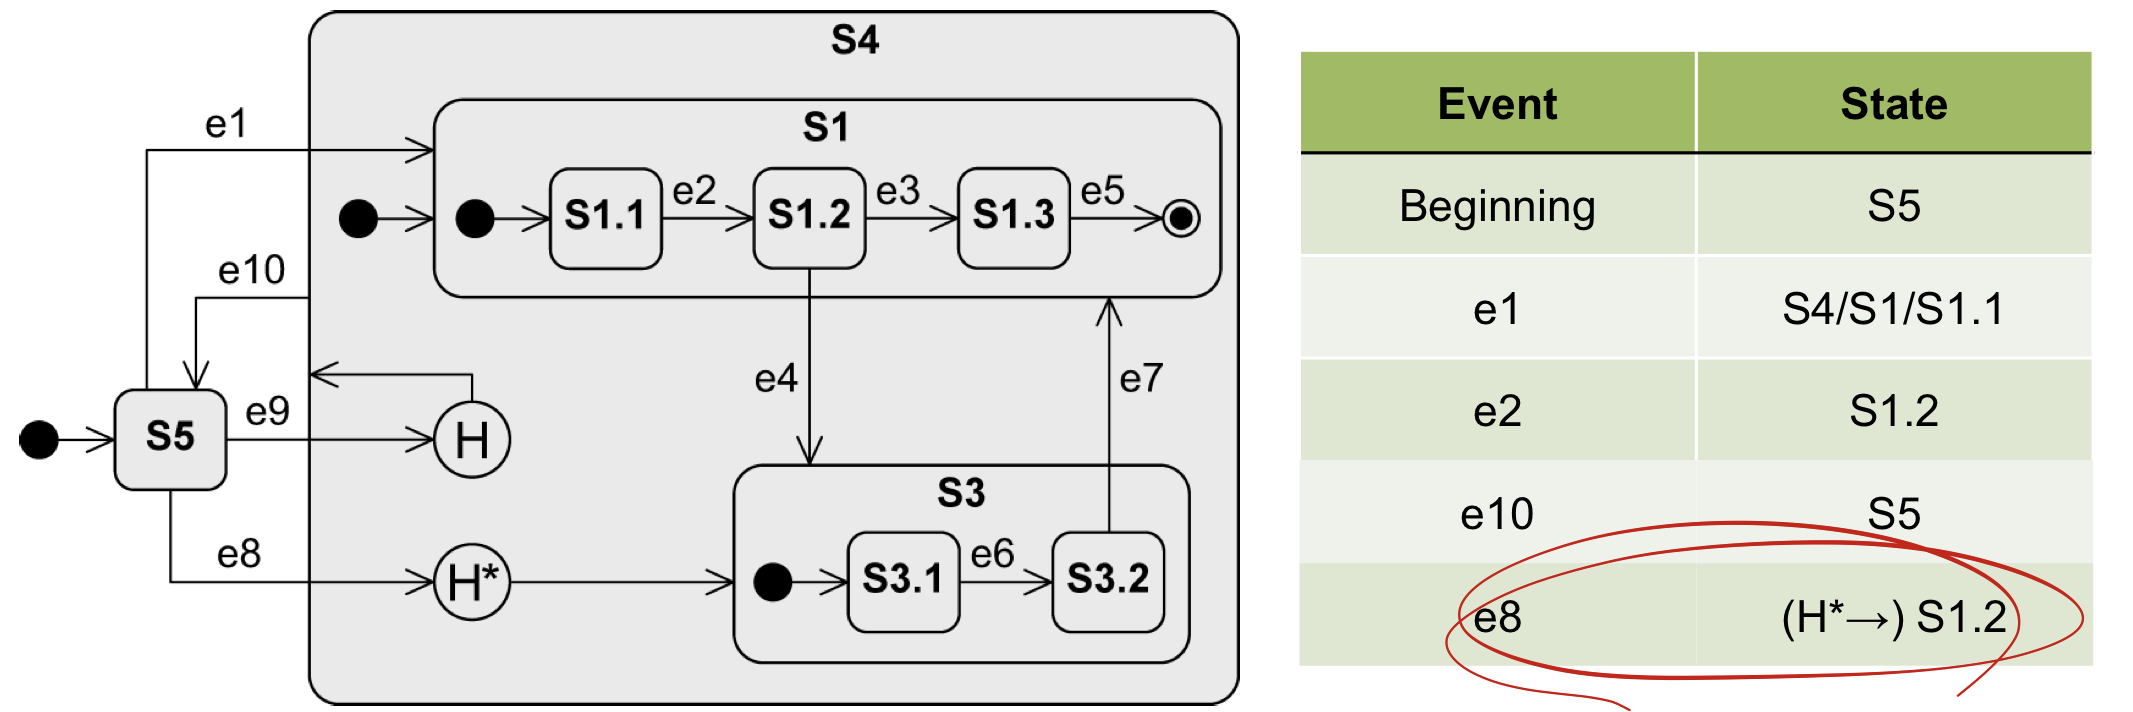 S4
S1
e1
S1.1
e2
S1.2
e3
S1.3
e5
e10
e4
e7
S5
e9
H
S3
e8
H*
S3.1
e6
S3.2
Event State
Beginning S5
e1 S4/S1/S1.1
e2 S1.2
e10 S5
e8 (H*→) S1.2